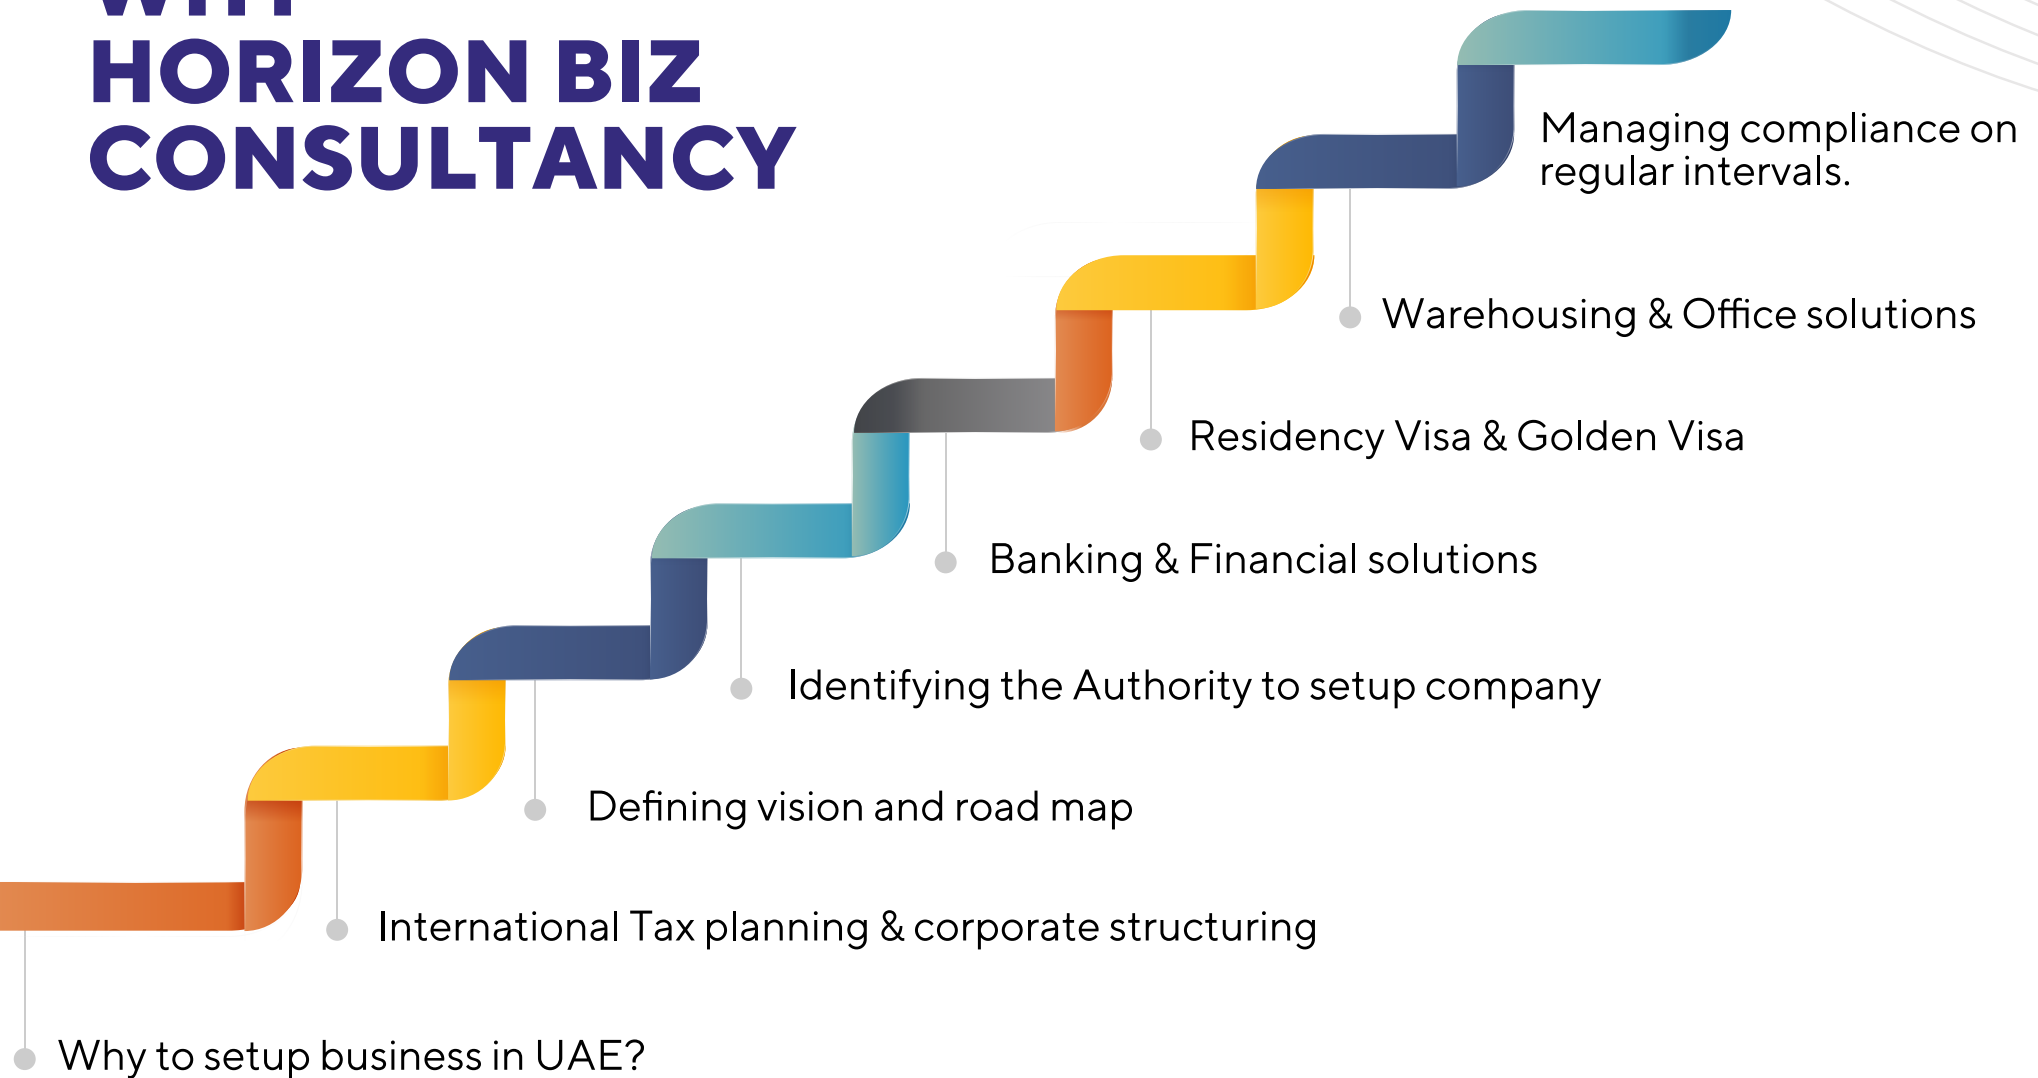 HORIZON BIZ
CONSULTANCY
Managing compliance on
regular intervals.
Warehousing & Office solutions
Residency Visa & Golden Visa
Banking & Financial solutions
Identifying the Authority to setup company
Defining vision and road map
International Tax planning & corporate structuring
Why to setup business in UAE?